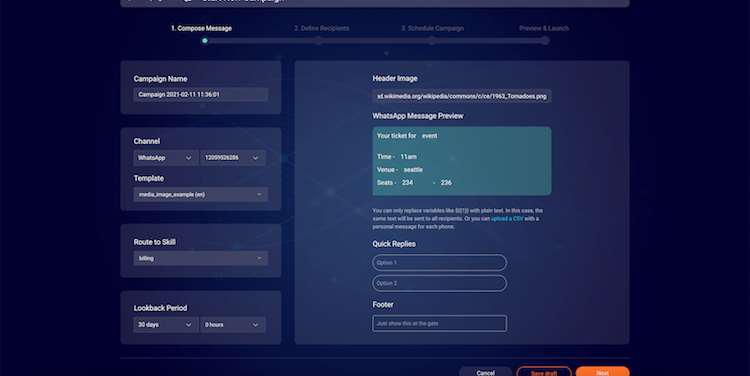 Start New Campaign
1. Compose Message
2. Define Recipients
3. Schedule Campaign
Preview & Launch
Campaign Name
Campaign 2021-02-11 11:36:01
Channel
WhatsApp 12059526286
Template
media_image_example (en)
Route to Skill
billing
Lookback Period
30 days 0 hours
Header Image
xd.wikimedia.org/wikipedia/commons/c/ce/1963_Tornadoes.png
WhatsApp Message Preview
Your ticket for event
Time - 11am
Venue - seattle
Seats - 234 - 236
You can only replace variables like ${(1)} with plain text. In this case, the
same text will be sent to all recipients. Or you can upload a CSV with a
personal message for each phone.
Quick Replies
Option 1
Option 2
Footer
Just show this at the gate
Cancel
Save draft
Next